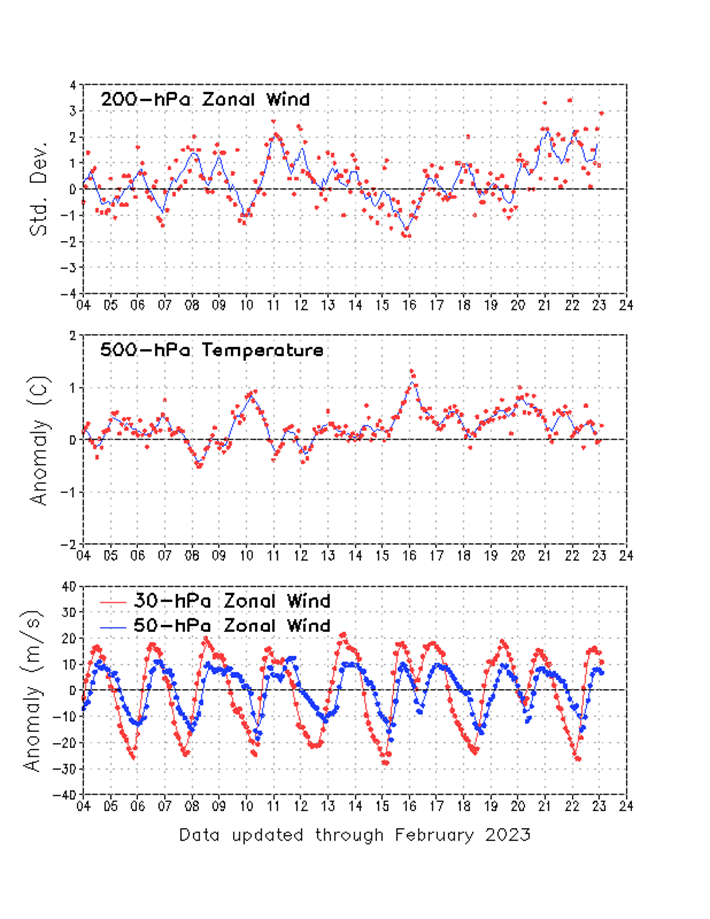 200-hPa Zonal Wind
Std. Dev.
4
3
2
1
0
-1
-2
-3
-4
04 05 06 07 08 09 10 11 12 13 14 15 16 17 18 19 20 21 22 23 24
500-hPa Temperature
Anomaly (C)
2
1
0
-1
-2
04 05 06 07 08 09 10 11 12 13 14 15 16 17 18 19 20 21 22 23 24
30-hPa Zonal Wind
50-hPa Zonal Wind
Anomaly (m/s)
40
30
20
10
0
-10
-20
-30
-40
04 05 06 07 08 09 10 11 12 13 14 15 16 17 18 19 20 21 22 23 24
Data updated through February 2023